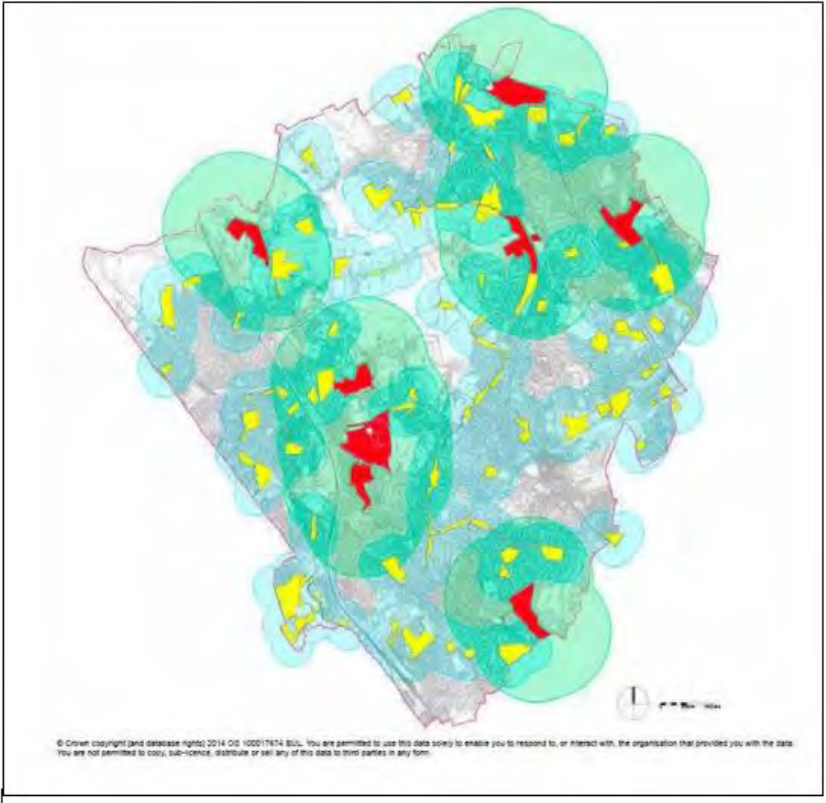 © Crown copyright [and database rights] 2014 OS 100017674 EUL. You are permitted to use this data solely to enable you to respond to, or interact with, the organisation that provided you with the data.
You are not permitted to copy, sub-licence, distribute or sell any of this data to third parties in any form.